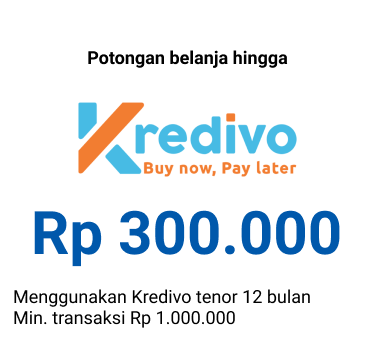 Potongan belanja hingga
Kredivo
Buy now, Pay later
Rp 300.000
Menggunakan Kredivo tenor 12 bulan
Min. transaksi Rp 1.000.000